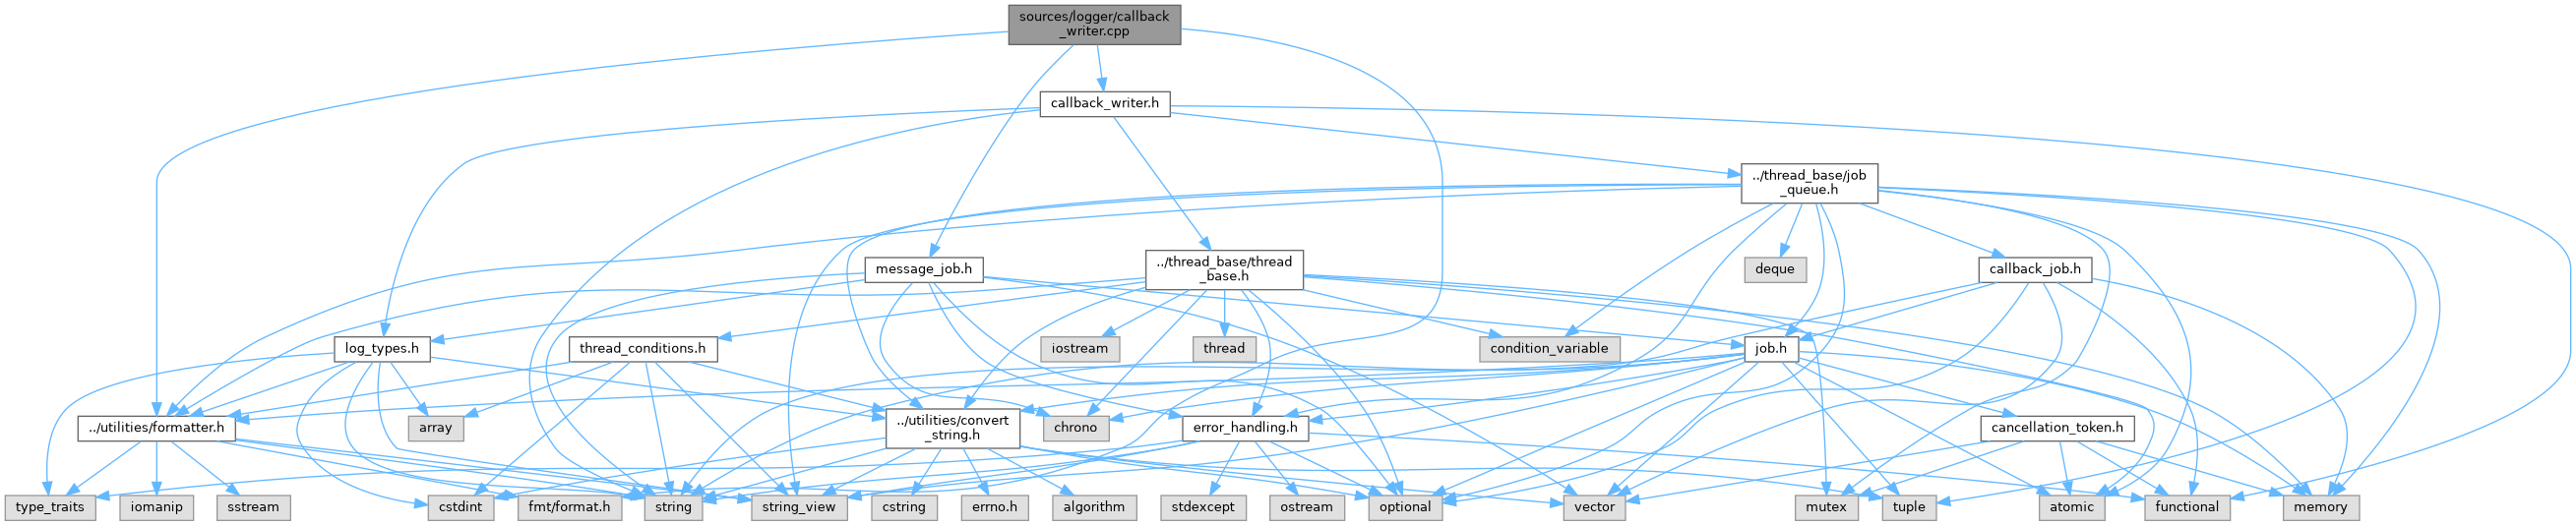 sources/logger/callback
_writer.cpp
callback_writer.h
../thread_base/job
_queue.h
message_job.h
../thread_base/thread
_base.h
deque
callback_job.h
log_types.h
thread_conditions.h
iostream
thread
condition_variable
job.h
../utilities/formatter.h
array
../utilities/convert
_string.h
chrono
error_handling.h
cancellation_token.h
type_traits
iomanip
sstream
cstdint
fmt/format.h
string
string_view
cstring
errno.h
algorithm
stdexcept
ostream
optional
vector
mutex
tuple
atomic
functional
memory